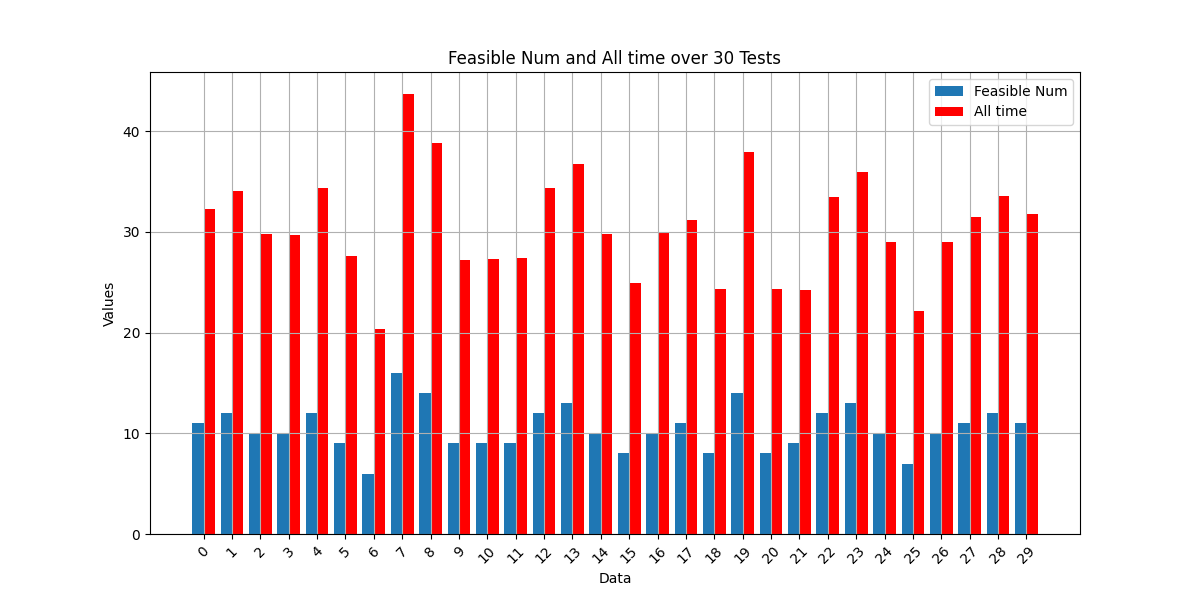 Feasible Num and All time over 30 Tests
Feasible Num
All time
Values
40
30
20
10
0
0 1 2 3 4 5 6 7 8 9 10 11 12 13 14 15 16 17 18 19 20 21 22 23 24 25 26 27 28 29
Data